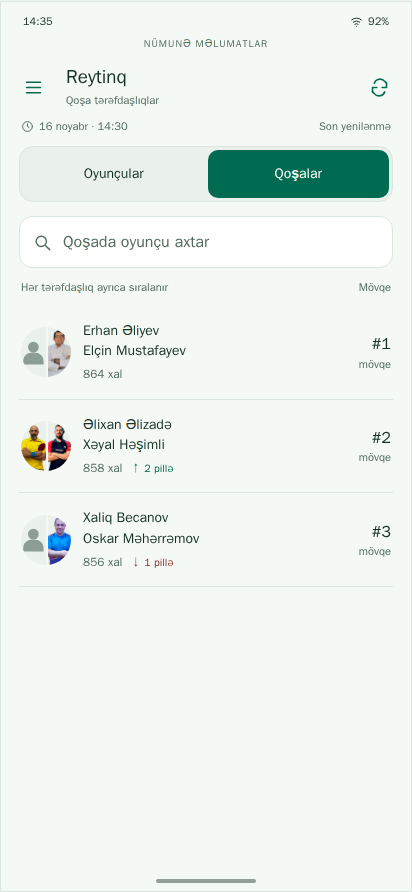 14:35 92%
NÜMUNƏ MƏLUMATLAR
Reytinq
Qoşa tərəfdaşlıqlar
16 noyabr · 14:30 Son yenilənmə
Oyunçular Qoşalar
Qoşada oyunçu axtar
Hər tərəfdaşlıq ayrıca sıralanır Mövqe
Erhan Əliyev
Elçin Mustafayev
864 xal
#1
mövqe
Əlixan Əlizadə
Xəyal Həşimli
858 xal ↑ 2 pillə
#2
mövqe
Xaliq Becanov
Oskar Məhərrəmov
856 xal ↓ 1 pillə
#3
mövqe